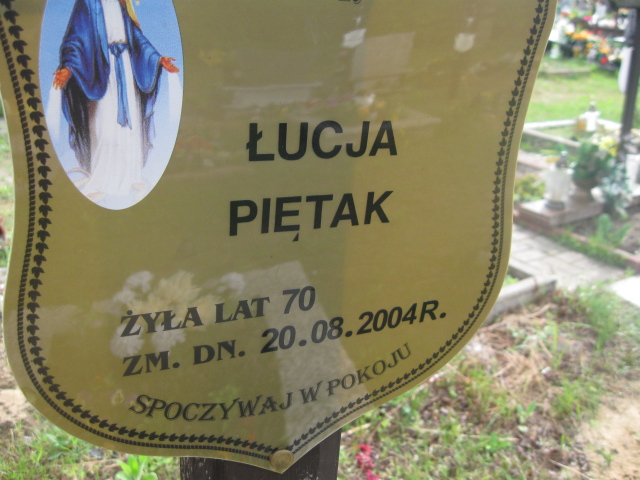 ŁUCJA
PIĘTAK
ŻYŁA LAT 70
ZM. DN. 20.08.2004R.
SPOCZYWAJ W POKOJU